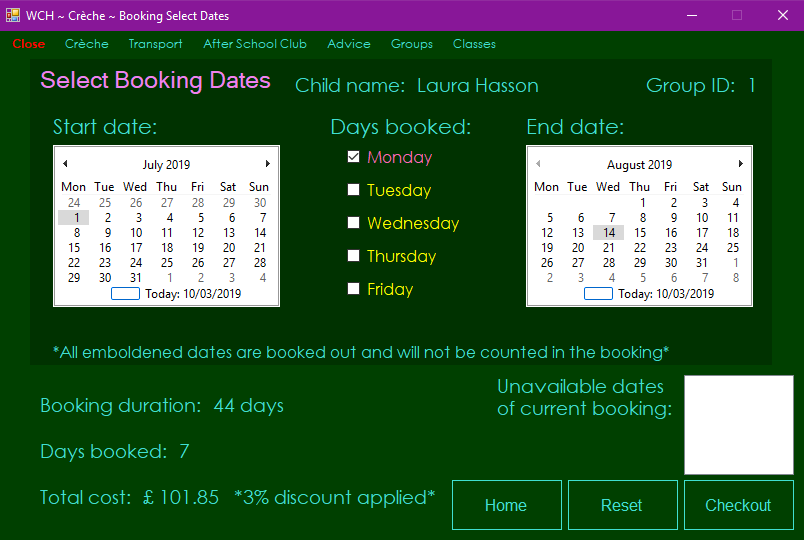 WCH ~ Crèche ~ Booking Select Dates
Close Crèche Transport After School Club Advice Groups Classes
Select Booking Dates Child name: Laura Hasson Group ID: 1
Start date: Days booked: End date:
July 2019
Mon Tue Wed Thu Fri Sat Sun
24 25 26 27 28 29 30
1 2 3 4 5 6 7
8 9 10 11 12 13 14
15 16 17 18 19 20 21
22 23 24 25 26 27 28
29 30 31 1 2 3 4
Today: 10/03/2019
Monday
Tuesday
Wednesday
Thursday
Friday
August 2019
Mon Tue Wed Thu Fri Sat Sun
1 2 3 4
5 6 7 8 9 10 11
12 13 14 15 16 17 18
19 20 21 22 23 24 25
26 27 28 29 30 31 1
2 3 4 5 6 7 8
Today: 10/03/2019
*All emboldened dates are booked out and will not be counted in the booking*
Booking duration: 44 days
Days booked: 7
Total cost: £ 101.85 *3% discount applied*
Unavailable dates
of current booking:
Home Reset Checkout